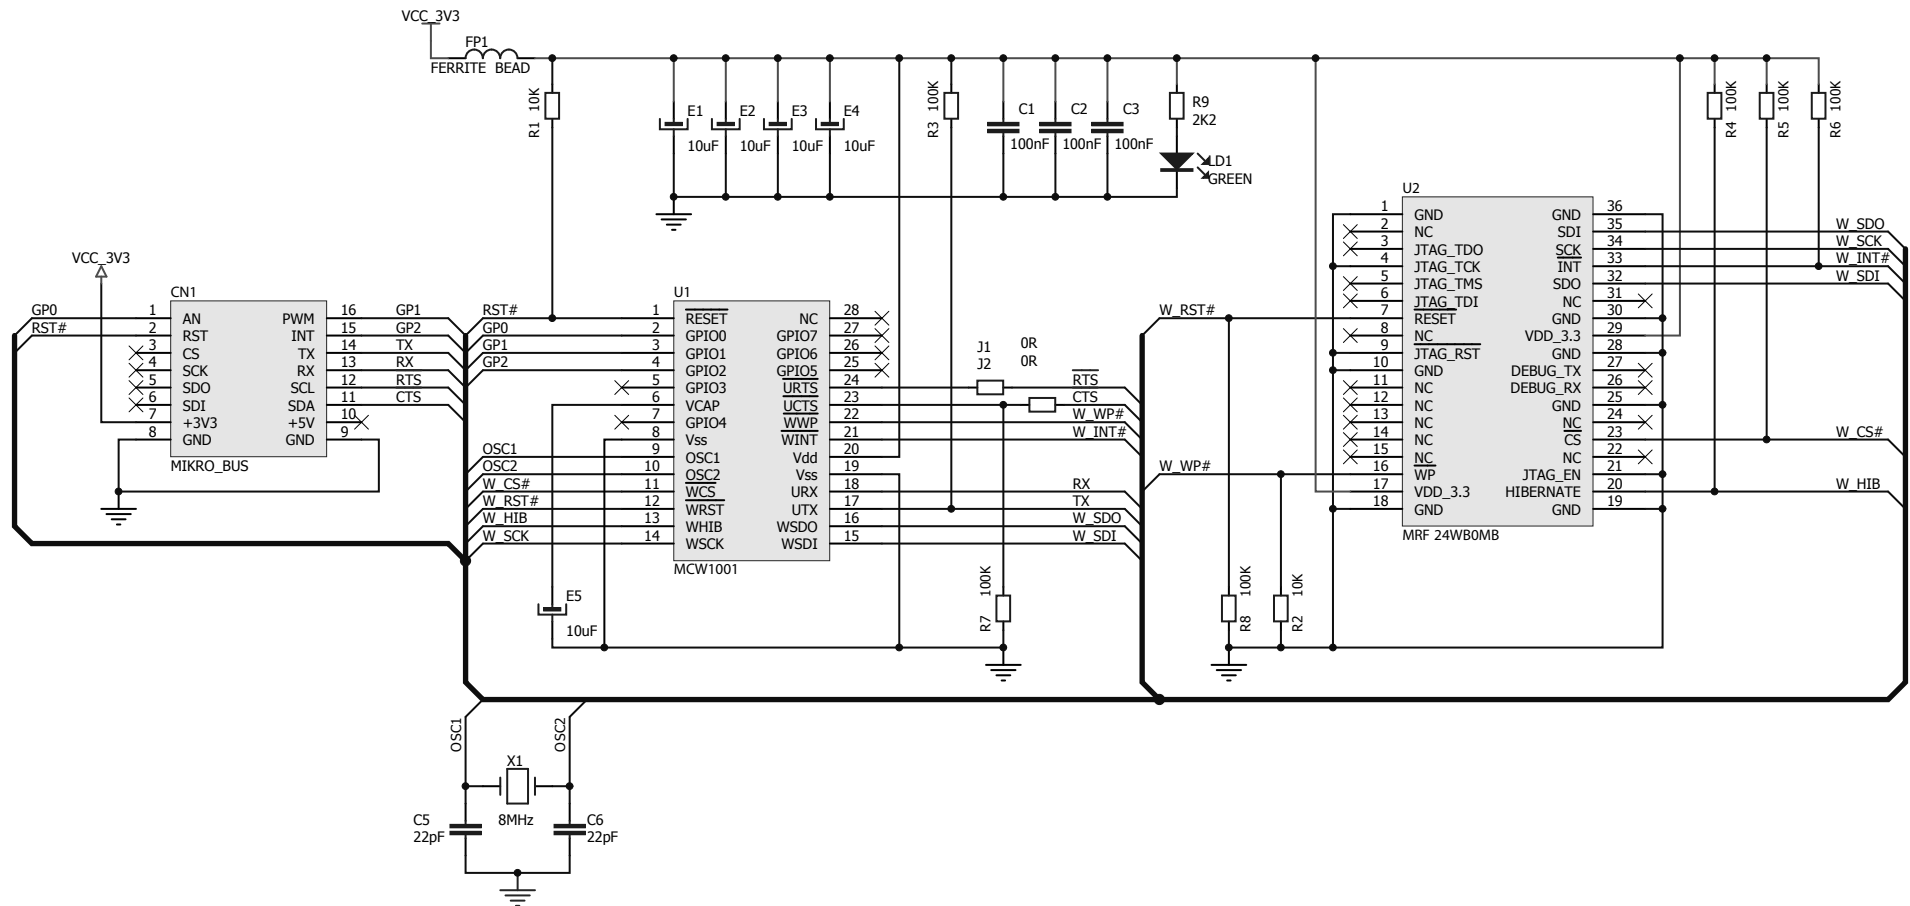 VCC_3V3
FP1
FERRITE BEAD
R1 10K
E1
10uF
E2
10uF
E3
10uF
E4
10uF
R3 100K
C1
100nF
C2
100nF
C3
100nF
R9
2K2
LD1
GREEN
R4 100K
R5 100K
R6 100K
VCC_3V3
CN1
GP0 1 AN PWM 16 GP1
RST# 2 RST INT 15 GP2
3 CS TX 14 TX
4 SCK RX 13 RX
5 SDO SCL 12 RTS
6 SDI SDA 11 CTS
7 +3V3 +5V 10
8 GND GND 9
MIKRO_BUS
U1
RST# 1 RESET NC 28
GP0 2 GPIO0 GPIO7 27
GP1 3 GPIO1 GPIO6 26
GP2 4 GPIO2 GPIO5 25
5 GPIO3 URTS 24 RTS
6 VCAP UCTS 23 CTS
7 GPIO4 WWP 22 W_WP#
8 Vss WINT 21 W_INT#
OSC1 9 OSC1 Vdd 20
OSC2 10 OSC2 Vss 19
W_CS# 11 WCS URX 18 RX
W_RST# 12 WRST UTX 17 TX
W_HIB 13 WHIB WSDO 16 W_SDO
W_SCK 14 WSCK WSDI 15 W_SDI
MCW1001
J1 0R
J2 0R
E5
10uF
R7 100K
U2
1 GND GND 36
2 NC SDI 35 W_SDO
3 JTAG_TDO SCK 34 W_SCK
4 JTAG_TCK INT 33 W_INT#
5 JTAG_TMS SDO 32 W_SDI
6 JTAG_TDI NC 31
W_RST# 7 RESET GND 30
8 NC VDD_3.3 29
9 JTAG_RST GND 28
10 GND DEBUG_TX 27
11 NC DEBUG_RX 26
12 NC GND 25
13 NC NC 24
14 NC CS 23 W_CS#
15 NC NC 22
W_WP# 16 WP JTAG_EN 21
17 VDD_3.3 HIBERNATE 20 W_HIB
18 GND GND 19
MRF 24WB0MB
R8 100K
R2 10K
OSC1
OSC2
X1
8MHz
C5
22pF
C6
22pF